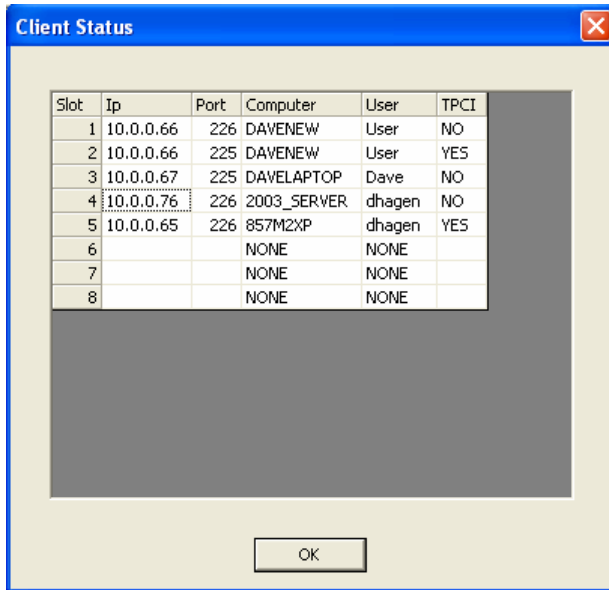 Client Status
Slot Ip Port Computer User TPCI
1 10.0.0.66 226 DAVENEW User NO
2 10.0.0.66 225 DAVENEW User YES
3 10.0.0.67 225 DAVELAPTOP Dave NO
4 10.0.0.76 226 2003_SERVER dhagen NO
5 10.0.0.65 226 857M2XP dhagen YES
6 NONE NONE
7 NONE NONE
8 NONE NONE
OK